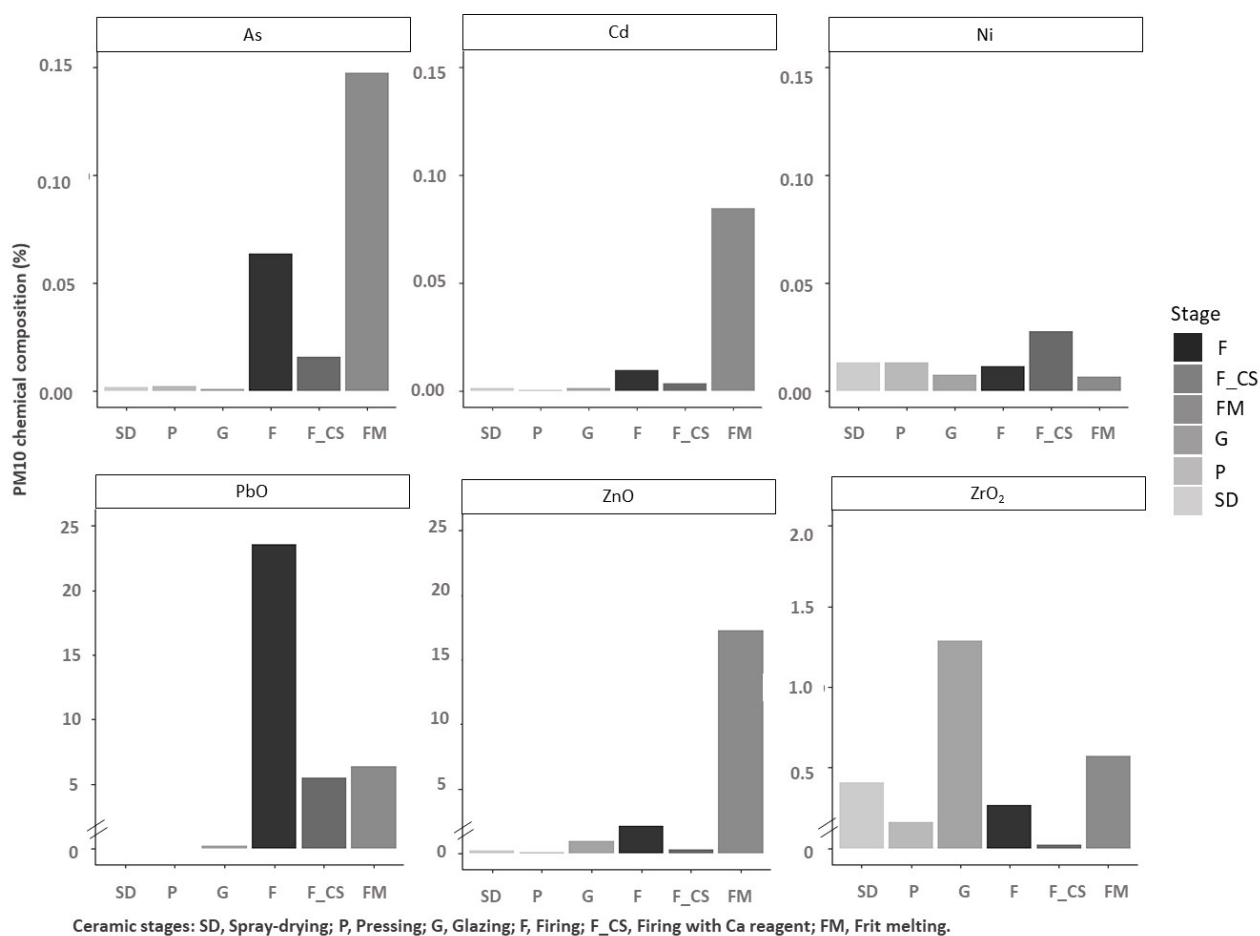 As
Cd
Ni
PM10 chemical composition (%)
0.15
0.10
0.05
0.00
SD P G F F_CS FM
0.15
0.10
0.05
0.00
SD P G F F_CS FM
0.15
0.10
0.05
0.00
SD P G F F_CS FM
Stage
F
F_CS
FM
G
P
SD
PbO
ZnO
ZrO₂
25
20
15
10
5
0
SD P G F F_CS FM
25
20
15
10
5
0
SD P G F F_CS FM
2.0
1.5
1.0
0.5
0
SD P G F F_CS FM
Ceramic stages: SD, Spray-drying; P, Pressing; G, Glazing; F, Firing; F_CS, Firing with Ca reagent; FM, Frit melting.